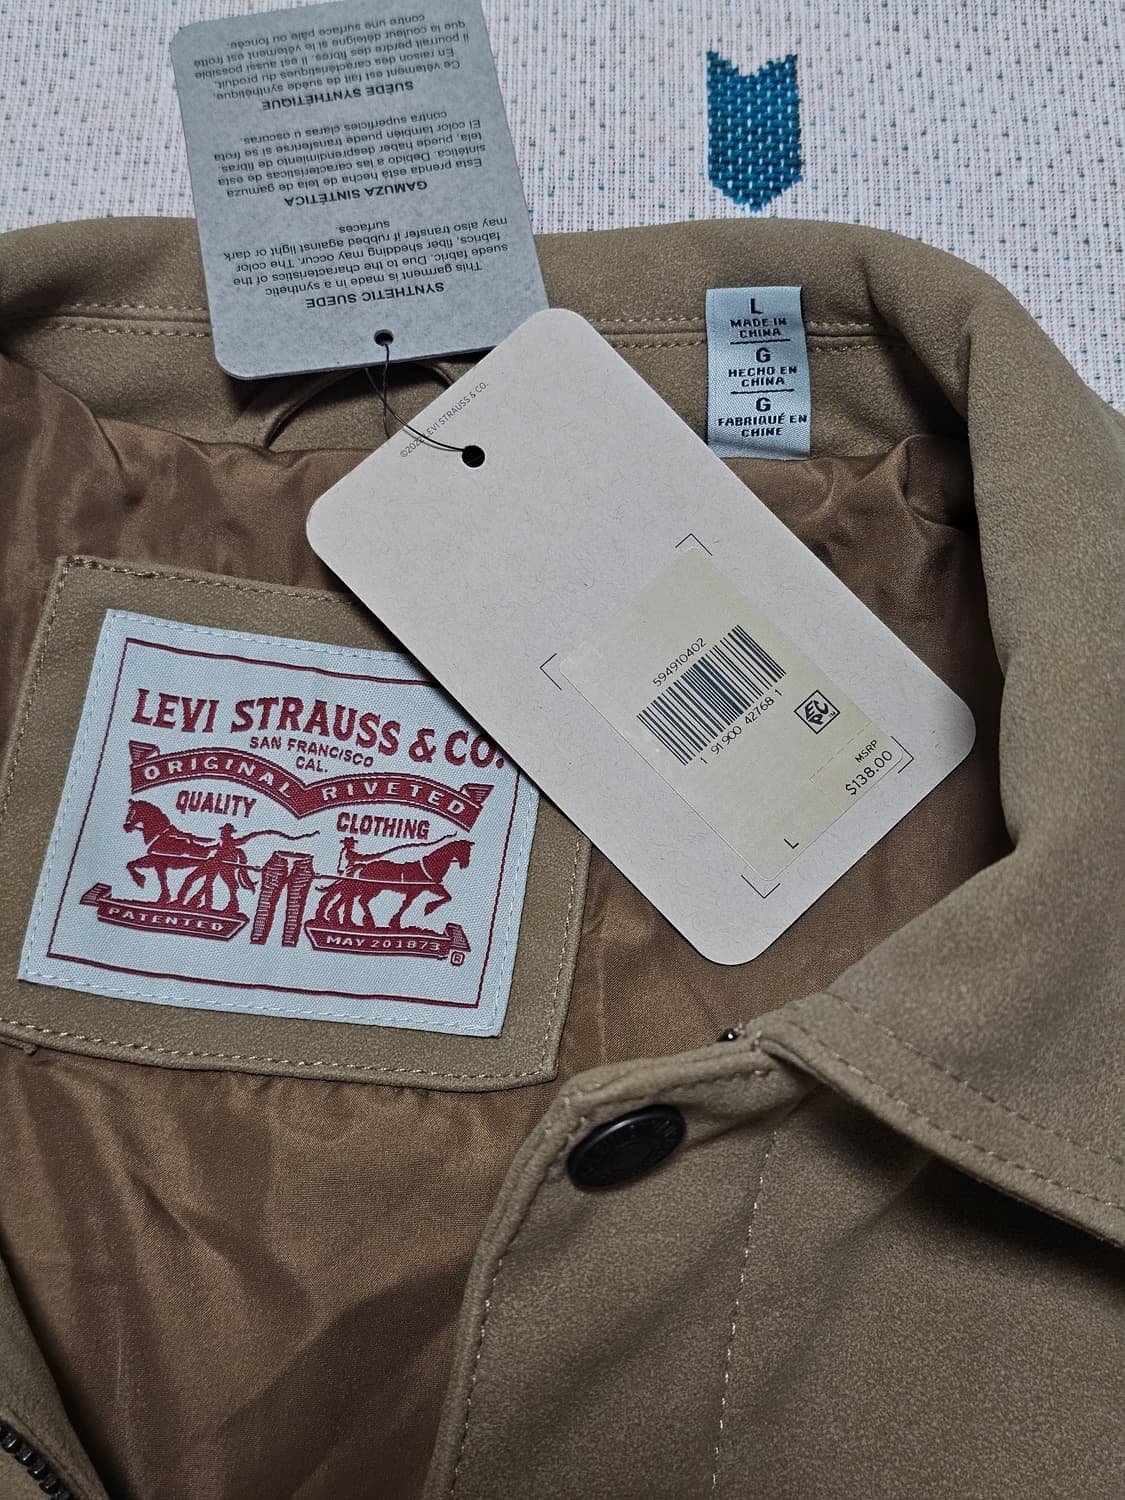 SYNTHETIC SUEDE
This garment is made in a synthetic
suede fabric. Due to the characteristics of the
fabrics, fiber shedding may occur. The color
may also transfer if rubbed against light or dark
surfaces.
GAMUZA SINTÉTICA
Esta prenda está hecha de tela de gamuza
sintética. Debido a las características de esta
tela, puede haber desprendimiento de fibras.
El color también puede transferirse si se frota
contra superficies claras u oscuras.
SUÈDE SYNTHÉTIQUE
Ce vêtement est fait de suède synthétique.
En raison des caractéristiques du produit,
il pourrait perdre des fibres. Il est aussi possible
que la couleur déteigne si le vêtement est frotté
contre une surface pâle ou foncée.
L
MADE IN
CHINA
G
HECHO EN
CHINA
G
FABRIQUÉ EN
CHINE
LEVI STRAUSS & CO.
594910402
1 91900 42768 1
MSRP
$138.00
L
LEVI STRAUSS & CO.
SAN FRANCISCO
CAL.
ORIGINAL RIVETED
QUALITY CLOTHING
PATENTED MAY 20 1873
®